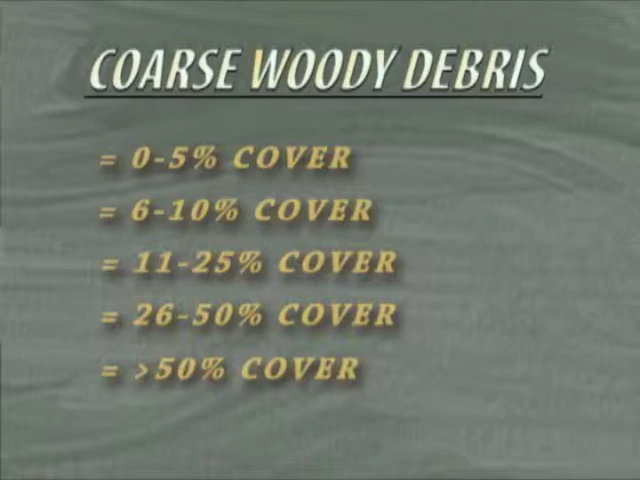 COARSE WOODY DEBRIS
= 0-5% COVER
= 6-10% COVER
= 11-25% COVER
= 26-50% COVER
= >50% COVER